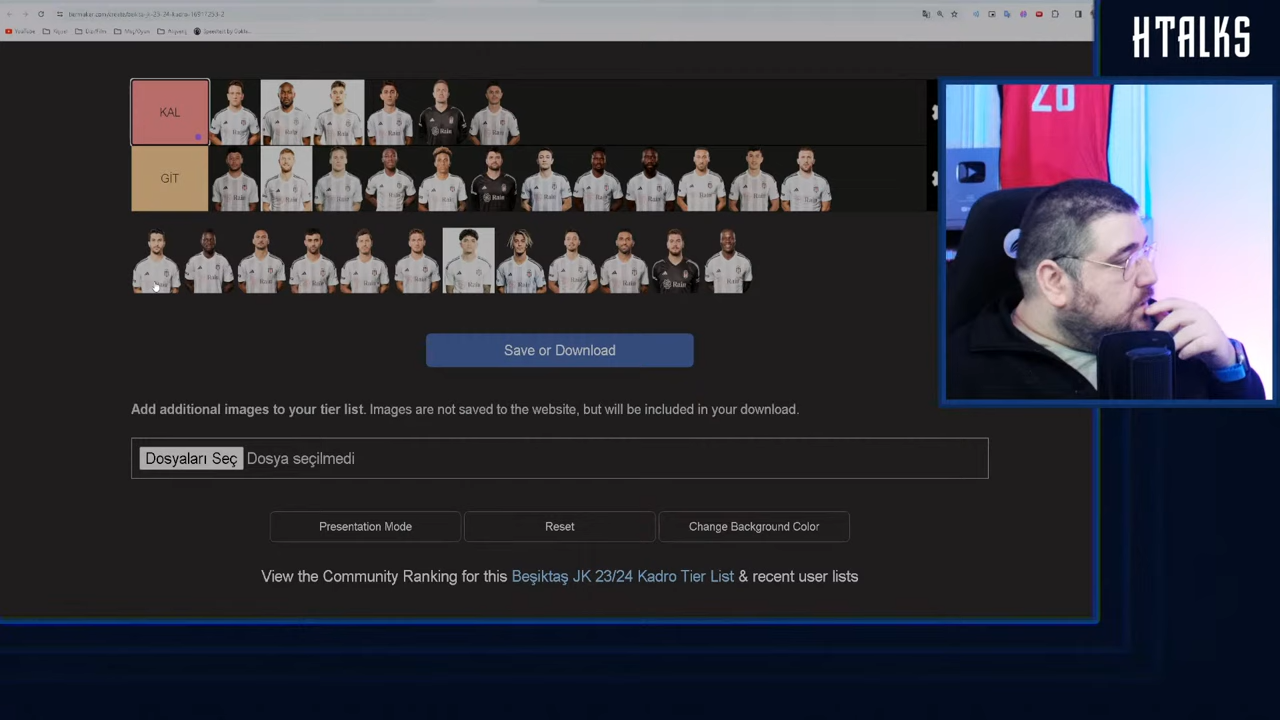 HTALKS
YouTube
KAL
GİT
28
Save or Download
Add additional images to your tier list. Images are not saved to the website, but will be included in your download.
Dosyaları Seç Dosya seçilmedi
Presentation Mode
Reset
Change Background Color
View the Community Ranking for this Beşiktaş JK 23/24 Kadro Tier List & recent user lists